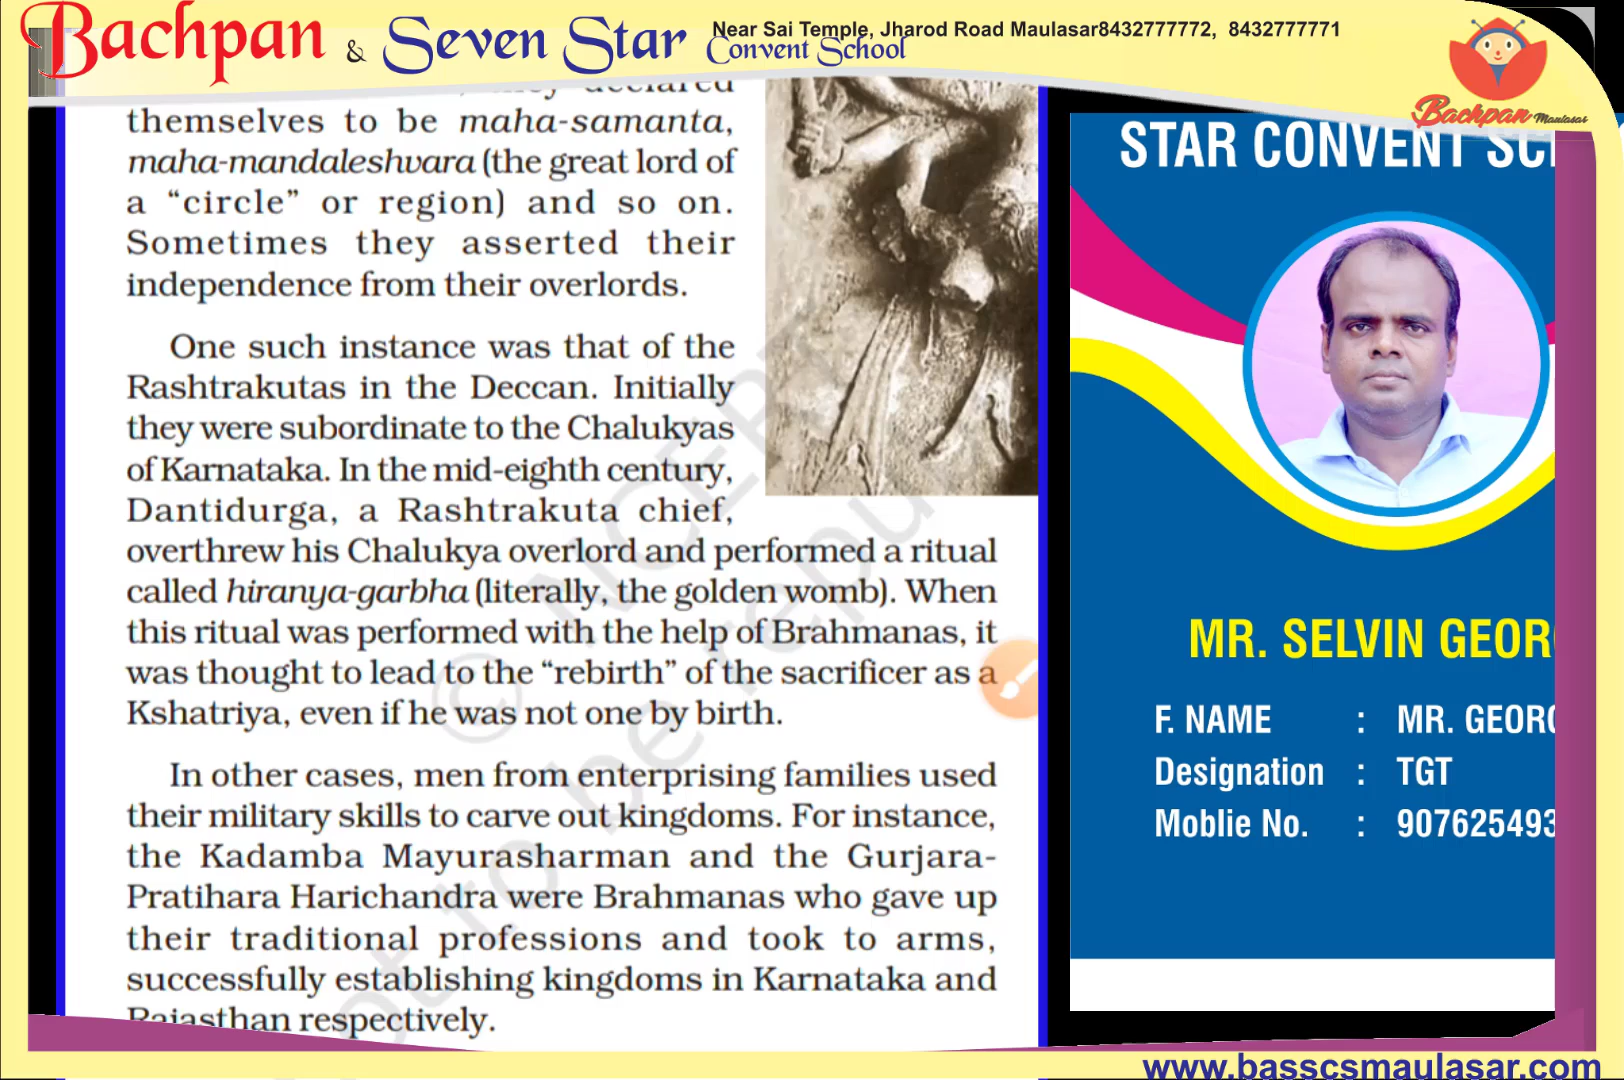 Bachpan & Seven Star Convent School
Near Sai Temple, Jharod Road Maulasar8432777772, 8432777771
Bachpan Maulasar
they declared
themselves to be maha-samanta,
maha-mandaleshvara (the great lord of
a “circle” or region) and so on.
Sometimes they asserted their
independence from their overlords.
One such instance was that of the
Rashtrakutas in the Deccan. Initially
they were subordinate to the Chalukyas
of Karnataka. In the mid-eighth century,
Dantidurga, a Rashtrakuta chief,
overthrew his Chalukya overlord and performed a ritual
called hiranya-garbha (literally, the golden womb). When
this ritual was performed with the help of Brahmanas, it
was thought to lead to the “rebirth” of the sacrificer as a
Kshatriya, even if he was not one by birth.
In other cases, men from enterprising families used
their military skills to carve out kingdoms. For instance,
the Kadamba Mayurasharman and the Gurjara-
Pratihara Harichandra were Brahmanas who gave up
their traditional professions and took to arms,
successfully establishing kingdoms in Karnataka and
Rajasthan respectively.
© NCERT
not to be repu
STAR CONVENT SC
MR. SELVIN GEOR
F. NAME : MR. GEOR
Designation : TGT
Moblie No. : 907625493
www.basscsmaulasar.com